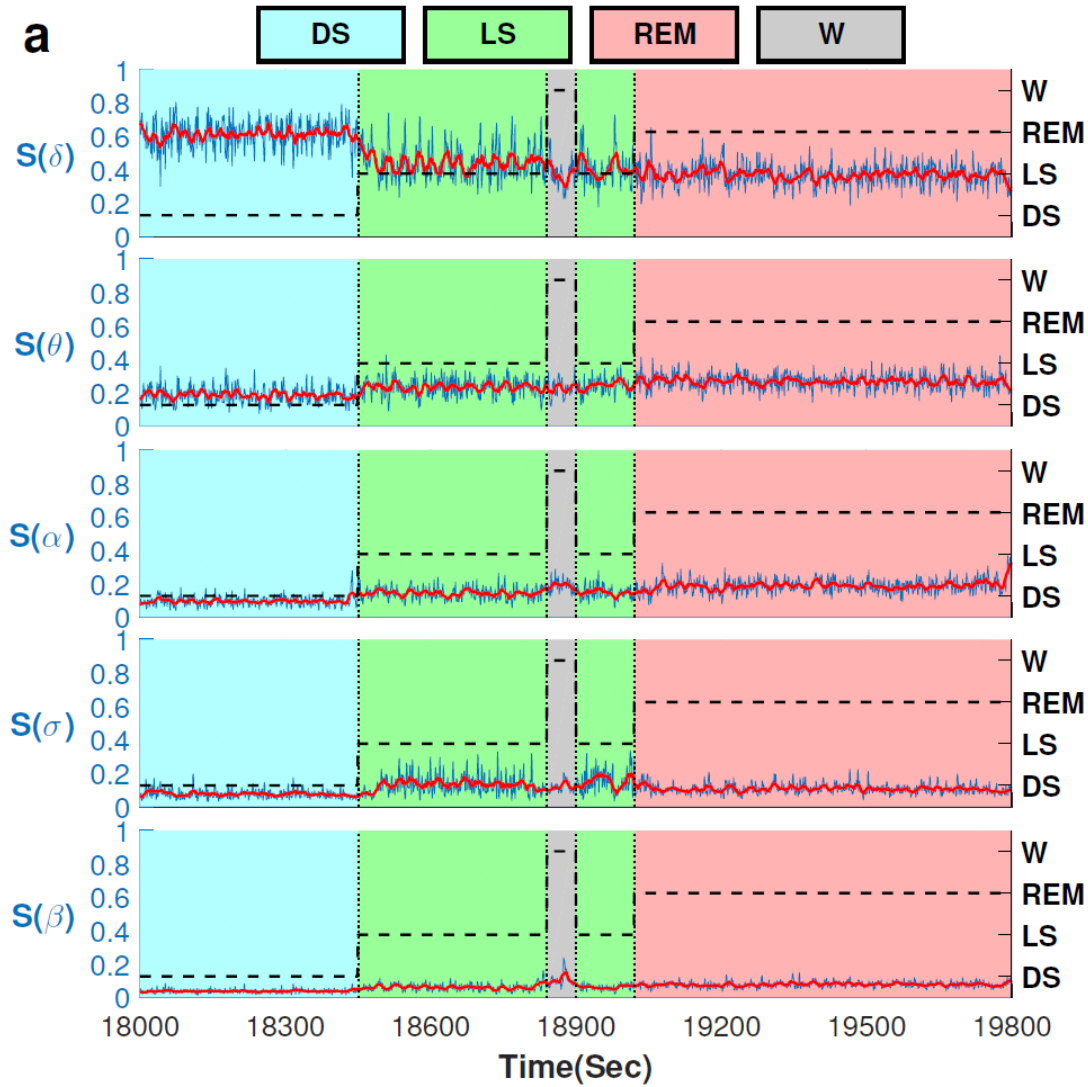 a
DS LS REM W
S(δ)
1
0.8
0.6
0.4
0.2
0
W
REM
LS
DS
S(θ)
1
0.8
0.6
0.4
0.2
0
W
REM
LS
DS
S(α)
1
0.8
0.6
0.4
0.2
0
W
REM
LS
DS
S(σ)
1
0.8
0.6
0.4
0.2
0
W
REM
LS
DS
S(β)
1
0.8
0.6
0.4
0.2
0
W
REM
LS
DS
18000 18300 18600 18900 19200 19500 19800
Time(Sec)